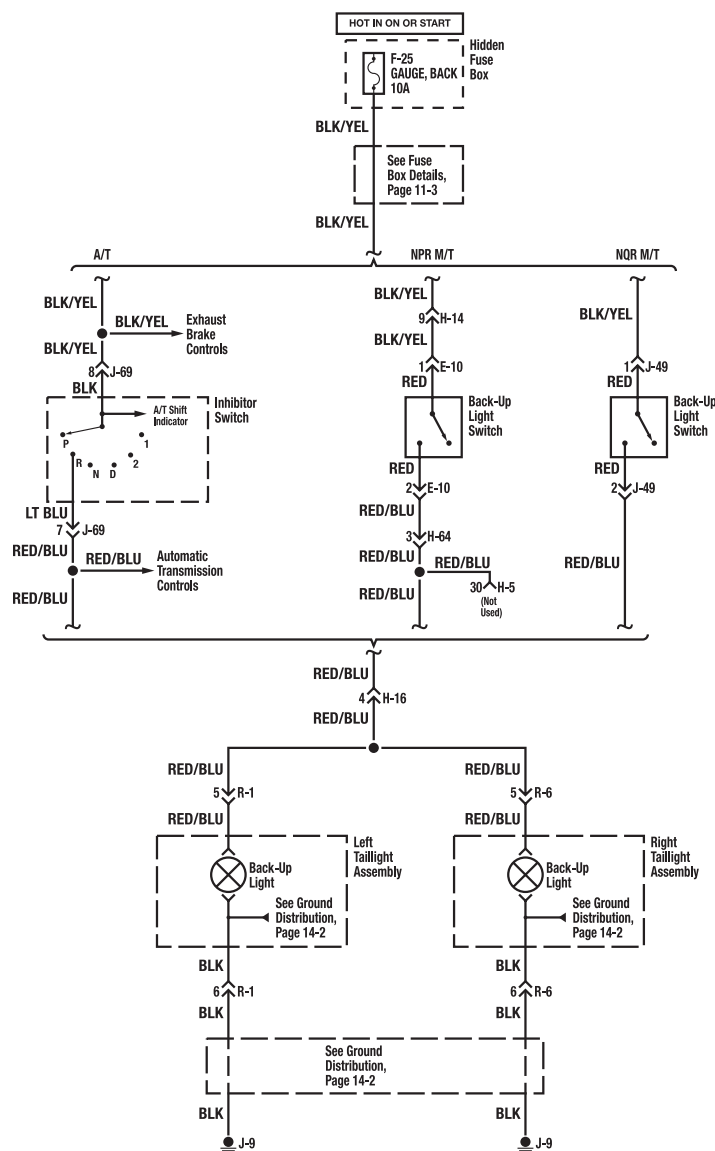 HOT IN ON OR START
Hidden
Fuse
Box
F-25
GAUGE, BACK
10A
BLK/YEL
See Fuse
Box Details,
Page 11-3
BLK/YEL
A/T
NPR M/T
NQR M/T
BLK/YEL
BLK/YEL
Exhaust
Brake
Controls
BLK/YEL
8 J-69
BLK
Inhibitor
Switch
A/T Shift
Indicator
P
R
N
D
2
1
LT BLU
7 J-69
RED/BLU
RED/BLU
Automatic
Transmission
Controls
RED/BLU
BLK/YEL
9 H-14
BLK/YEL
1 E-10
RED
Back-Up
Light
Switch
RED
2 E-10
RED/BLU
3 H-64
RED/BLU
RED/BLU
30 H-5
(Not
Used)
RED/BLU
BLK/YEL
1 J-49
RED
Back-Up
Light
Switch
RED
2 J-49
RED/BLU
RED/BLU
4 H-16
RED/BLU
RED/BLU
5 R-1
RED/BLU
Left
Taillight
Assembly
Back-Up
Light
See Ground
Distribution,
Page 14-2
BLK
6 R-1
BLK
RED/BLU
5 R-6
RED/BLU
Right
Taillight
Assembly
Back-Up
Light
See Ground
Distribution,
Page 14-2
BLK
6 R-6
BLK
See Ground
Distribution,
Page 14-2
BLK
J-9
BLK
J-9